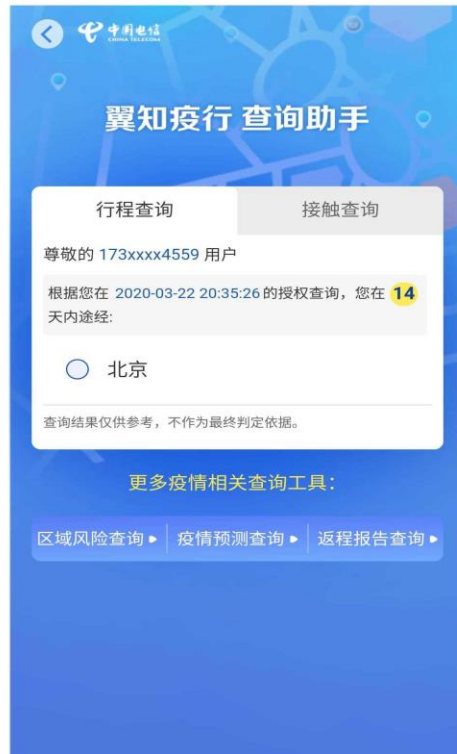 中国电信
CHINA TELECOM
翼知疫行 查询助手
行程查询 接触查询
尊敬的 173xxxx4559 用户
根据您在 2020-03-22 20:35:26 的授权查询，您在 14
天内途经:
北京
查询结果仅供参考，不作为最终判定依据。
更多疫情相关查询工具：
区域风险查询 疫情预测查询 返程报告查询